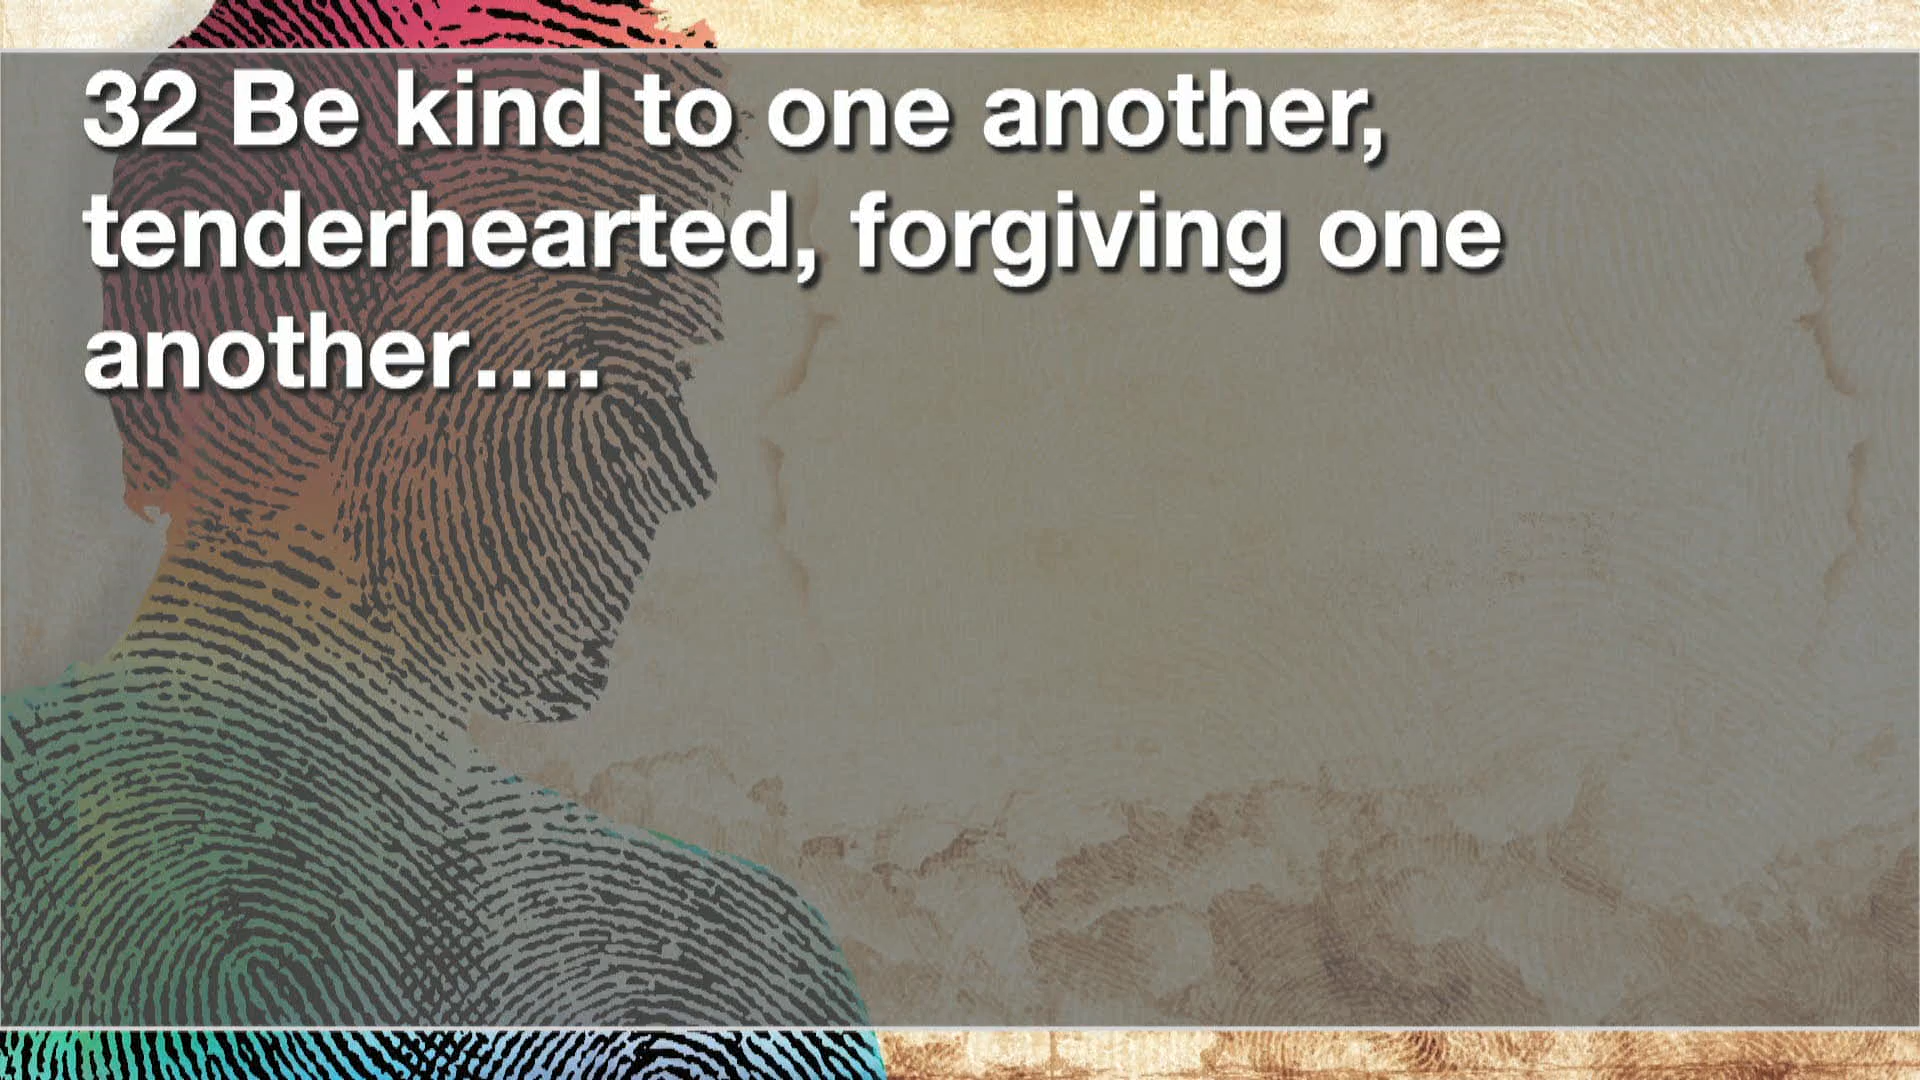 32 Be kind to one another,
tenderhearted, forgiving one
another….